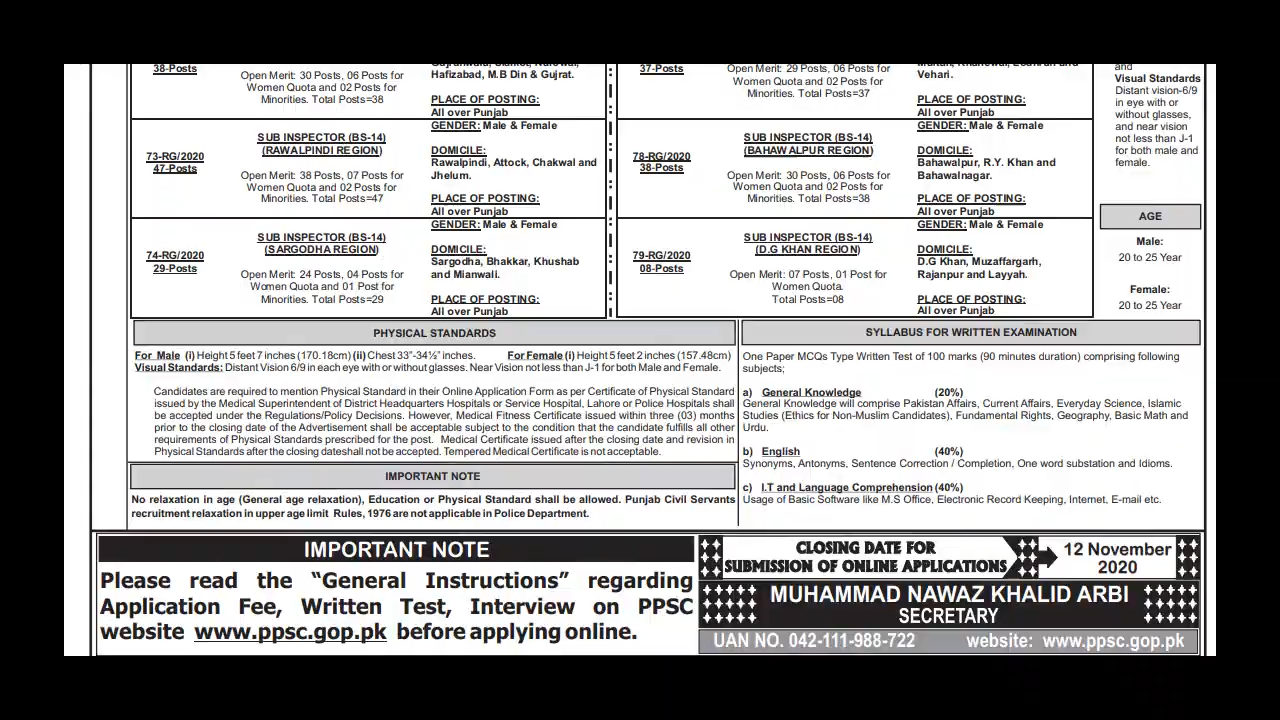 38-Posts
Open Merit: 30 Posts, 06 Posts for
Women Quota and 02 Posts for
Minorities. Total Posts=38
Hafizabad, M.B Din & Gujrat.
PLACE OF POSTING:
All over Punjab
73-RG/2020
47-Posts
SUB INSPECTOR (BS-14)
(RAWALPINDI REGION)
Open Merit: 38 Posts, 07 Posts for
Women Quota and 02 Posts for
Minorities. Total Posts=47
GENDER: Male & Female
DOMICILE:
Rawalpindi, Attock, Chakwal and
Jhelum.
PLACE OF POSTING:
All over Punjab
74-RG/2020
29-Posts
SUB INSPECTOR (BS-14)
(SARGODHA REGION)
Open Merit: 24 Posts, 04 Posts for
Women Quota and 01 Post for
Minorities. Total Posts=29
GENDER: Male & Female
DOMICILE:
Sargodha, Bhakkar, Khushab
and Mianwali.
PLACE OF POSTING:
All over Punjab
37-Posts
Open Merit: 29 Posts, 06 Posts for
Women Quota and 02 Posts for
Minorities. Total Posts=37
Vehari.
PLACE OF POSTING:
All over Punjab
78-RG/2020
38-Posts
SUB INSPECTOR (BS-14)
(BAHAWALPUR REGION)
Open Merit: 30 Posts, 06 Posts for
Women Quota and 02 Posts for
Minorities. Total Posts=38
GENDER: Male & Female
DOMICILE:
Bahawalpur, R.Y. Khan and
Bahawalnagar.
PLACE OF POSTING:
All over Punjab
79-RG/2020
08-Posts
SUB INSPECTOR (BS-14)
(D.G KHAN REGION)
Open Merit: 07 Posts, 01 Post for
Women Quota.
Total Posts=08
GENDER: Male & Female
DOMICILE:
D.G Khan, Muzaffargarh,
Rajanpur and Layyah.
PLACE OF POSTING:
All over Punjab
and
Visual Standards
Distant vision-6/9
in eye with or
without glasses,
and near vision
not less than J-1
for both male and
female.
AGE
Male:
20 to 25 Year
Female:
20 to 25 Year
PHYSICAL STANDARDS
For Male (i) Height 5 feet 7 inches (170.18cm) (ii) Chest 33"-34½" inches. For Female (i) Height 5 feet 2 inches (157.48cm)
Visual Standards: Distant Vision 6/9 in each eye with or without glasses. Near Vision not less than J-1 for both Male and Female.
Candidates are required to mention Physical Standard in their Online Application Form as per Certificate of Physical Standard
issued by the Medical Superintendent of District Headquarters Hospitals or Service Hospital, Lahore or Police Hospitals shall
be accepted under the Regulations/Policy Decisions. However, Medical Fitness Certificate issued within three (03) months
prior to the closing date of the Advertisement shall be acceptable subject to the condition that the candidate fulfills all other
requirements of Physical Standards prescribed for the post. Medical Certificate issued after the closing date and revision in
Physical Standards after the closing dateshall not be accepted. Tempered Medical Certificate is not acceptable.
IMPORTANT NOTE
No relaxation in age (General age relaxation), Education or Physical Standard shall be allowed. Punjab Civil Servants
recruitment relaxation in upper age limit Rules, 1976 are not applicable in Police Department.
SYLLABUS FOR WRITTEN EXAMINATION
One Paper MCQs Type Written Test of 100 marks (90 minutes duration) comprising following
subjects;
a) General Knowledge (20%)
General Knowledge will comprise Pakistan Affairs, Current Affairs, Everyday Science, Islamic
Studies (Ethics for Non-Muslim Candidates), Fundamental Rights, Geography, Basic Math and
Urdu.
b) English (40%)
Synonyms, Antonyms, Sentence Correction / Completion, One word substation and Idioms.
c) I.T and Language Comprehension (40%)
Usage of Basic Software like M.S Office, Electronic Record Keeping, Internet, E-mail etc.
IMPORTANT NOTE
Please read the “General Instructions” regarding
Application Fee, Written Test, Interview on PPSC
website www.ppsc.gop.pk before applying online.
CLOSING DATE FOR
SUBMISSION OF ONLINE APPLICATIONS
12 November
2020
MUHAMMAD NAWAZ KHALID ARBI
SECRETARY
UAN NO. 042-111-988-722 website: www.ppsc.gop.pk